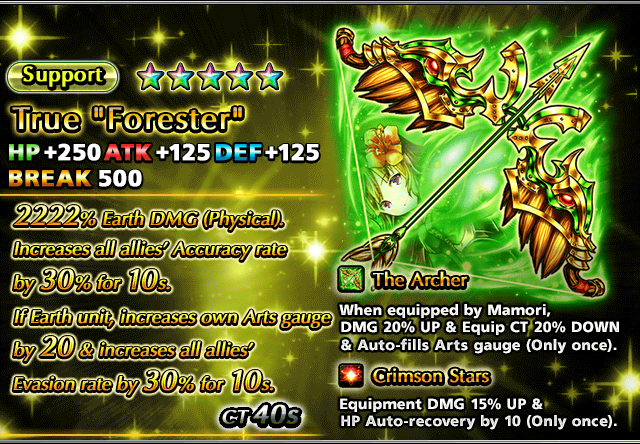 Support
True "Forester"
HP +250 ATK +125 DEF +125
BREAK 500
2222% Earth DMG (Physical).
Increases all allies' Accuracy rate
by 30% for 10s.
If Earth unit, increases own Arts gauge
by 20 & increases all allies'
Evasion rate by 30% for 10s.
CT 40s
The Archer
When equipped by Mamori,
DMG 20% UP & Equip CT 20% DOWN
& Auto-fills Arts gauge (Only once).
Crimson Stars
Equipment DMG 15% UP &
HP Auto-recovery by 10 (Only once).